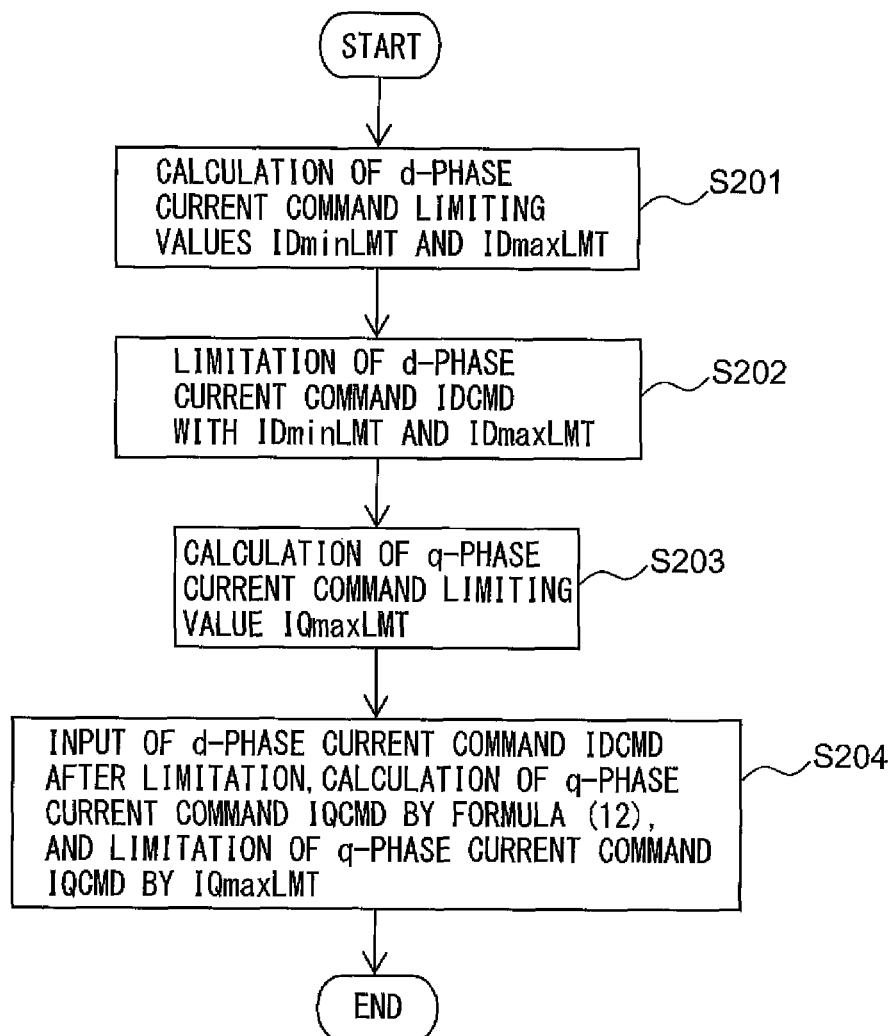 START
CALCULATION OF d-PHASE
CURRENT COMMAND LIMITING
VALUES IDminLMT AND IDmaxLMT
S201
LIMITATION OF d-PHASE
CURRENT COMMAND IDCMD
WITH IDminLMT AND IDmaxLMT
S202
CALCULATION OF q-PHASE
CURRENT COMMAND LIMITING
VALUE IQmaxLMT
S203
INPUT OF d-PHASE CURRENT COMMAND IDCMD
AFTER LIMITATION, CALCULATION OF q-PHASE
CURRENT COMMAND IQCMD BY FORMULA (12),
AND LIMITATION OF q-PHASE CURRENT COMMAND
IQCMD BY IQmaxLMT
S204
END